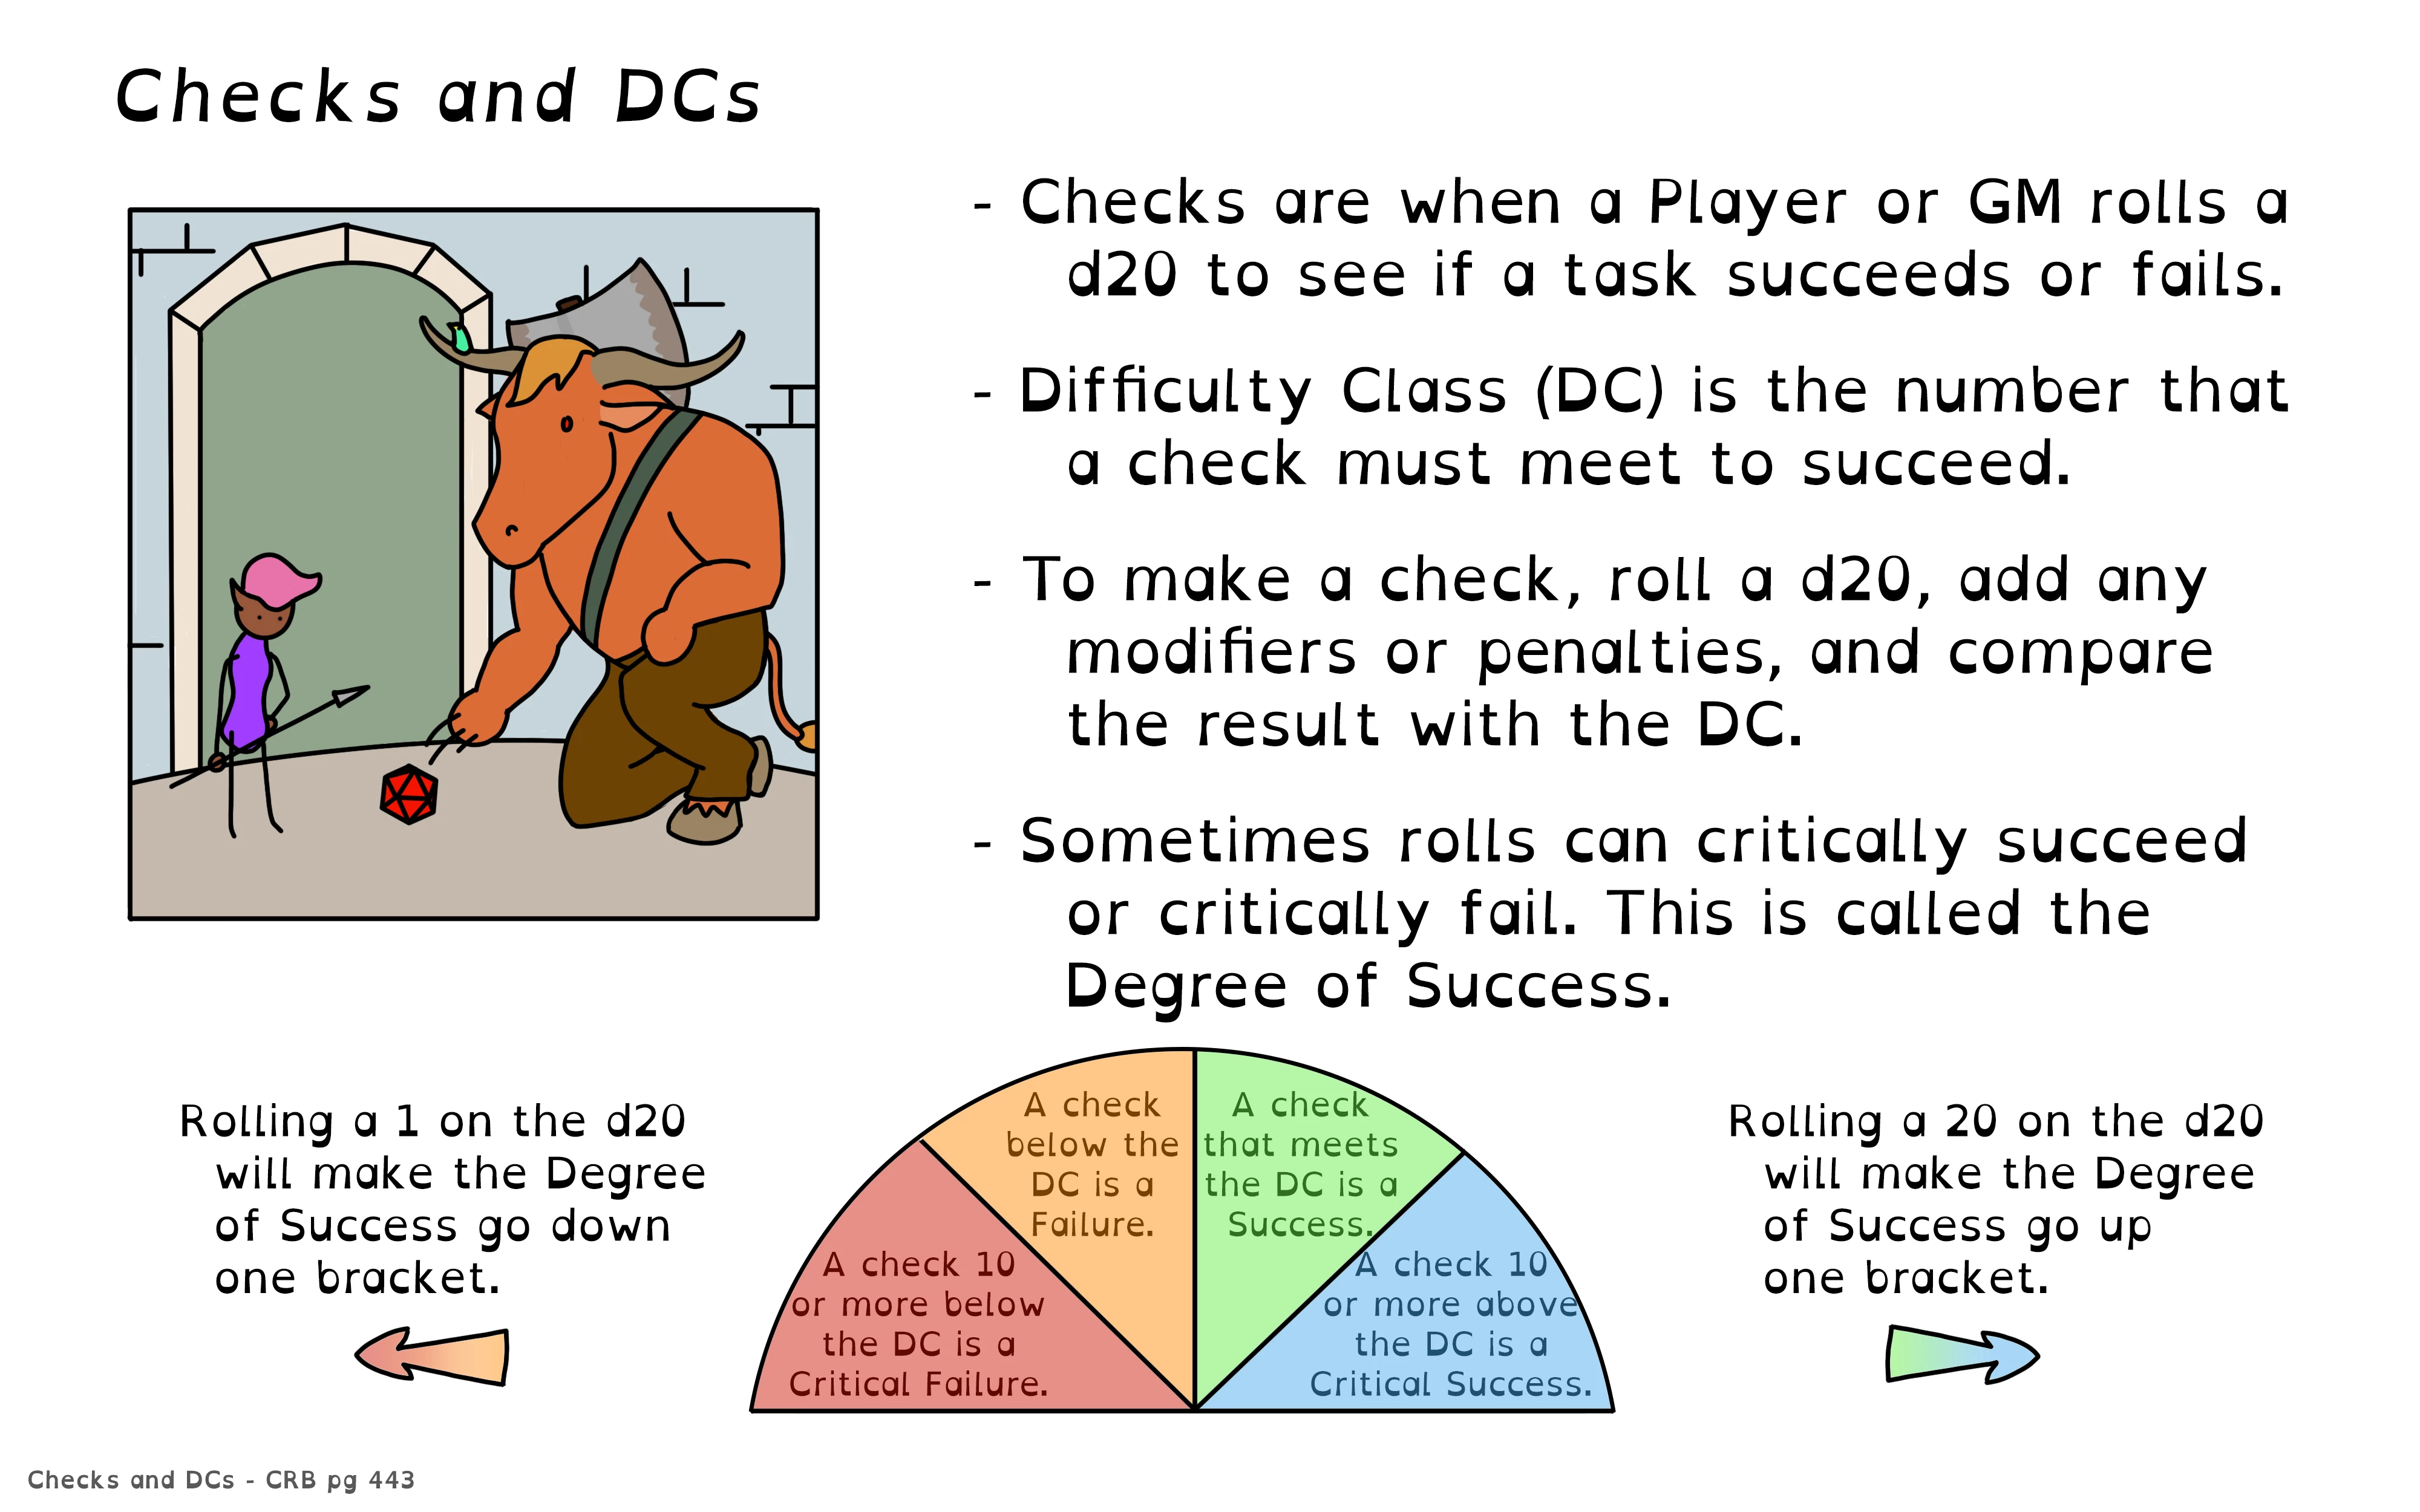 Checks and DCs
- Checks are when a Player or GM rolls a
d20 to see if a task succeeds or fails.
- Difficulty Class (DC) is the number that
a check must meet to succeed.
- To make a check, roll a d20, add any
modifiers or penalties, and compare
the result with the DC.
- Sometimes rolls can critically succeed
or critically fail. This is called the
Degree of Success.
Rolling a 1 on the d20
will make the Degree
of Success go down
one bracket.
A check 10
or more below
the DC is a
Critical Failure.
A check
below the
DC is a
Failure.
A check
that meets
the DC is a
Success.
A check 10
or more above
the DC is a
Critical Success.
Rolling a 20 on the d20
will make the Degree
of Success go up
one bracket.
Checks and DCs - CRB pg 443